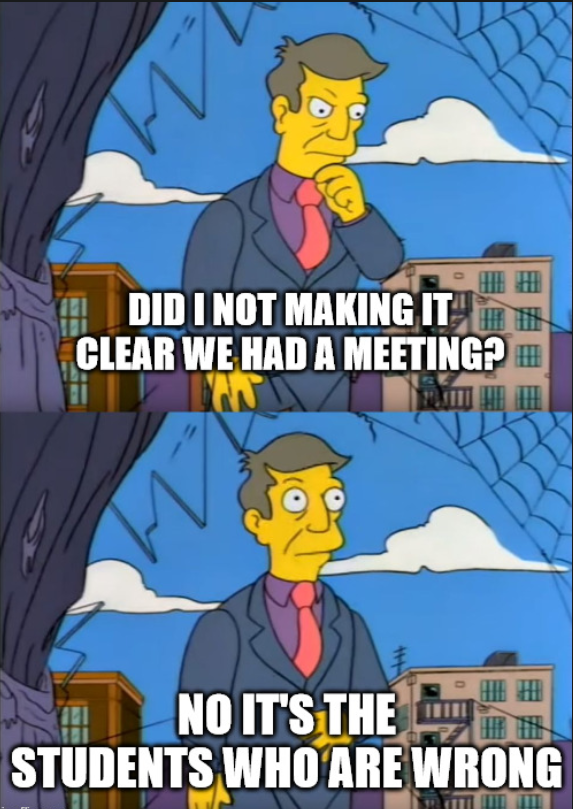 DID I NOT MAKING IT
CLEAR WE HAD A MEETING?
NO IT'S THE
STUDENTS WHO ARE WRONG